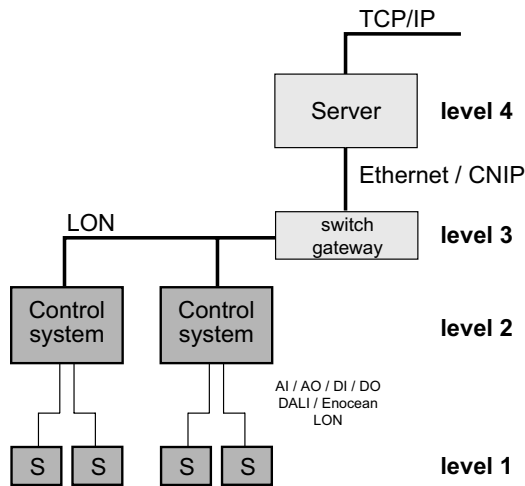 TCP/IP
Server
level 4
Ethernet / CNIP
LON
switch
gateway
level 3
Control
system
Control
system
level 2
AI / AO / DI / DO
DALI / Enocean
LON
S
S
S
S
level 1